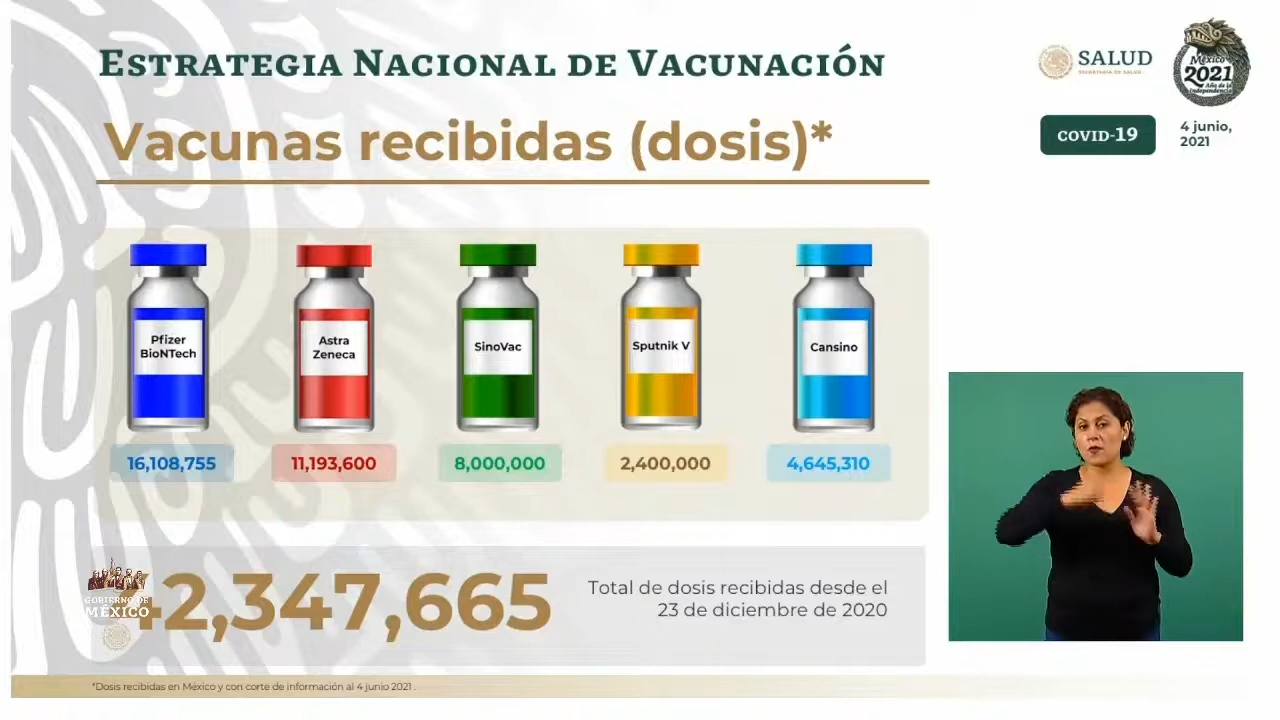 ESTRATEGIA NACIONAL DE VACUNACIÓN
SALUD
SECRETARÍA DE SALUD
México
2021
Año de la
Independencia
Vacunas recibidas (dosis)*
COVID-19
4 junio,
2021
Pfizer
BioNTech
Astra
Zeneca
SinoVac
Sputnik V
Cansino
16,108,755
11,193,600
8,000,000
2,400,000
4,645,310
42,347,665
Total de dosis recibidas desde el
23 de diciembre de 2020
GOBIERNO DE
MÉXICO
*Dosis recibidas en México y con corte de información al 4 junio 2021 .